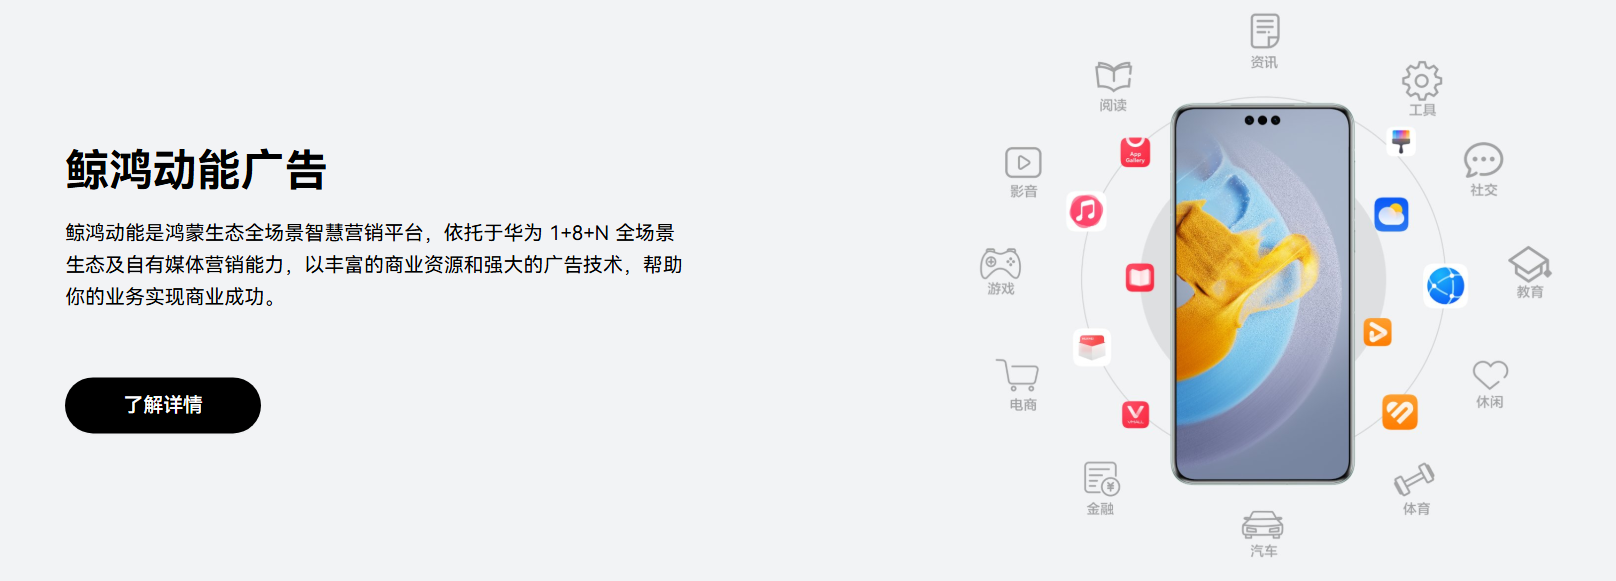 鲸鸿动能广告
鲸鸿动能是鸿蒙生态全场景智慧营销平台，依托于华为 1+8+N 全场景
生态及自有媒体营销能力，以丰富的商业资源和强大的广告技术，帮助
你的业务实现商业成功。
了解详情
资讯
阅读
工具
App
Gallery
影音
社交
游戏
教育
电商
休闲
VMALL
金融
体育
汽车